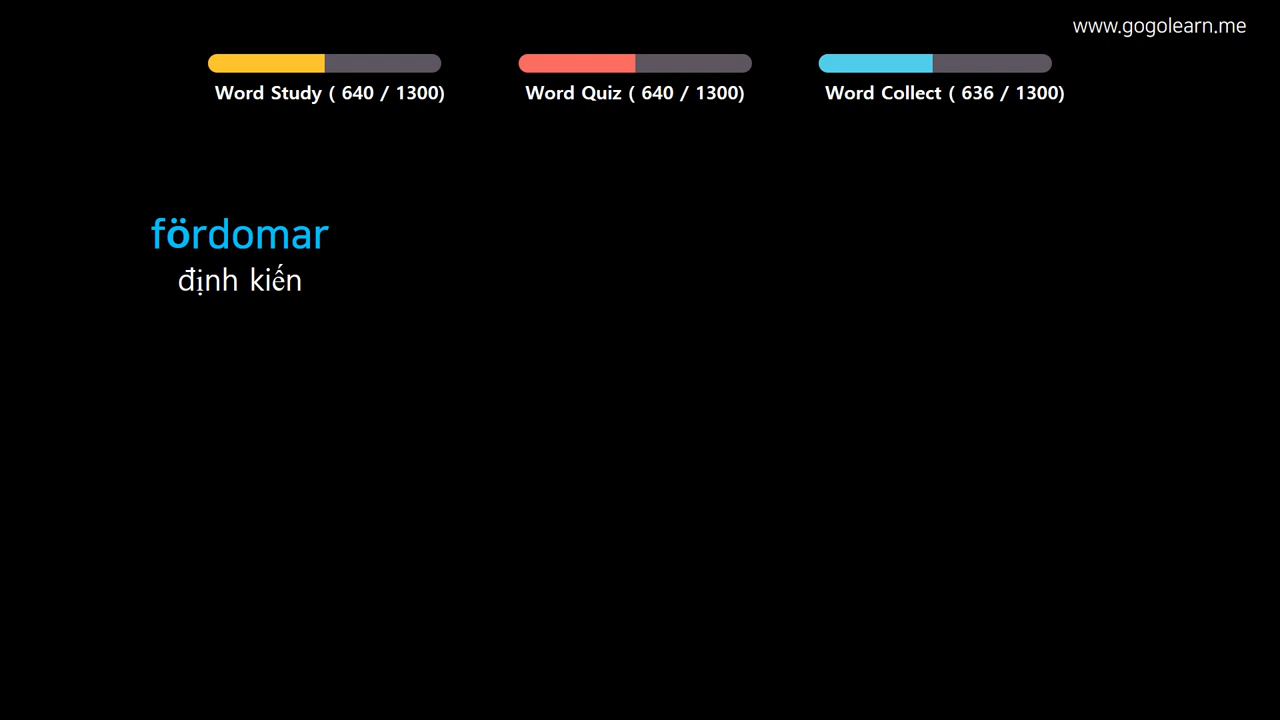 www.gogolearn.me
Word Study ( 640 / 1300)
Word Quiz ( 640 / 1300)
Word Collect ( 636 / 1300)
fördomar
định kiến